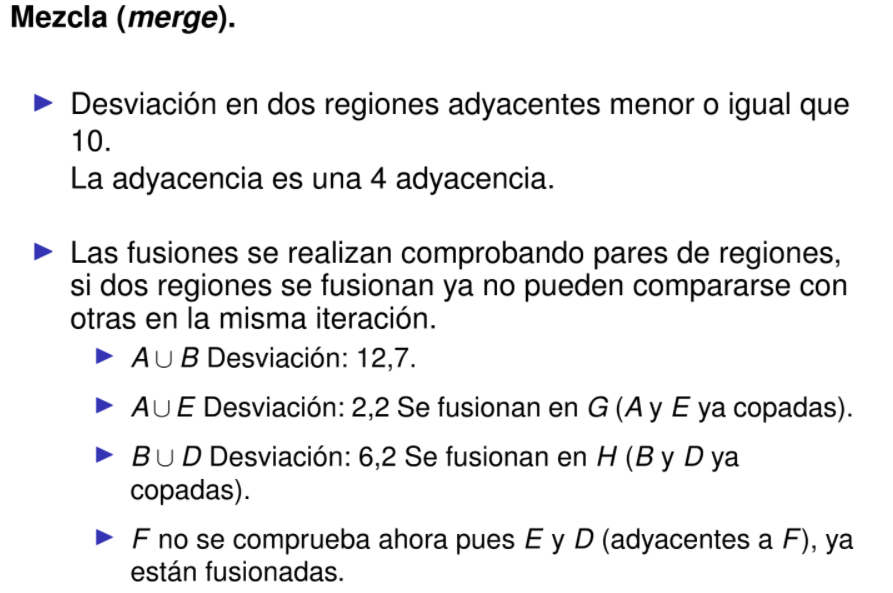 Mezcla (merge).
Desviación en dos regiones adyacentes menor o igual que
10.
La adyacencia es una 4 adyacencia.
Las fusiones se realizan comprobando pares de regiones,
si dos regiones se fusionan ya no pueden compararse con
otras en la misma iteración.
A ∪ B Desviación: 12,7.
A ∪ E Desviación: 2,2 Se fusionan en G (A y E ya copadas).
B ∪ D Desviación: 6,2 Se fusionan en H (B y D ya
copadas).
F no se comprueba ahora pues E y D (adyacentes a F), ya
están fusionadas.